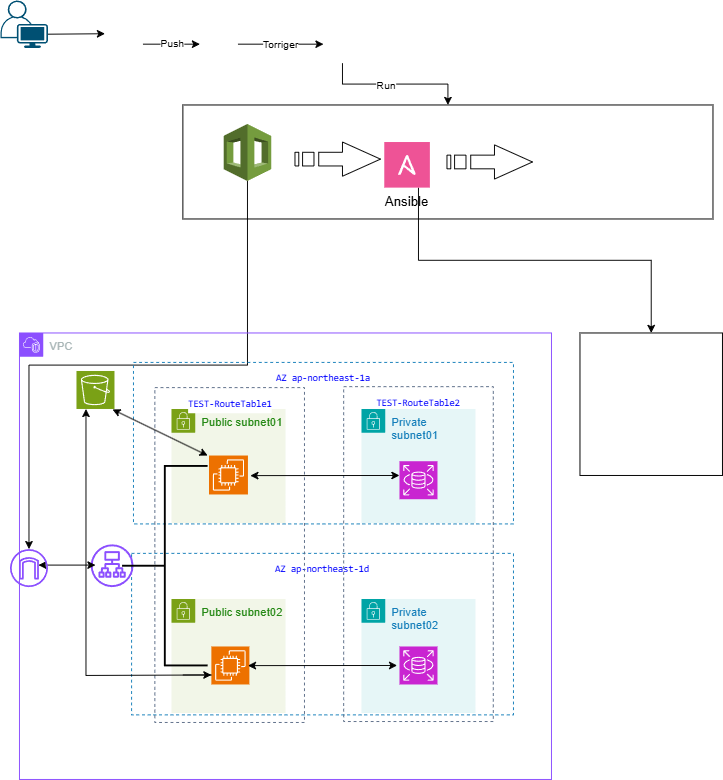 Push
Torriger
Run
Ansible
VPC
AZ ap-northeast-1a
TEST-RouteTable1
TEST-RouteTable2
Public subnet01
Private
subnet01
AZ ap-northeast-1d
Public subnet02
Private
subnet02